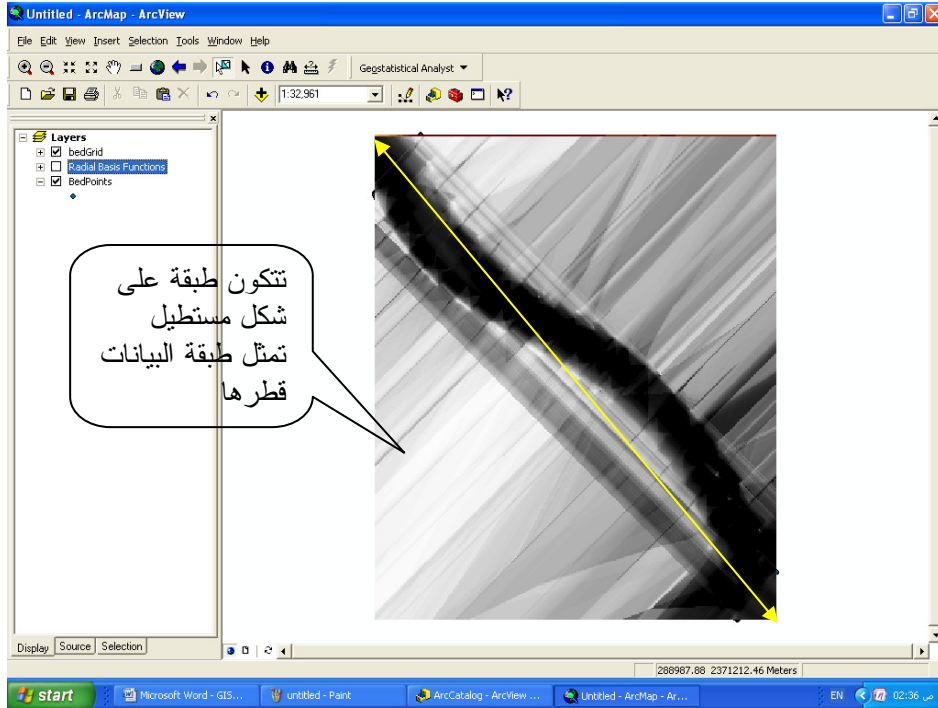 Untitled - ArcMap - ArcView
File Edit View Insert Selection Tools Window Help
Geostatistical Analyst
1:32,961
Layers
bedGrid
Radial Basis Functions
BedPoints
تتكون طبقة على
شكل مستطيل
تمثل طبقة البيانات
قطرها
Display Source Selection
288987.88 2371212.46 Meters
start
Microsoft Word - GIS...
untitled - Paint
ArcCatalog - ArcView ...
Untitled - ArcMap - Ar...
EN
02:36 ص